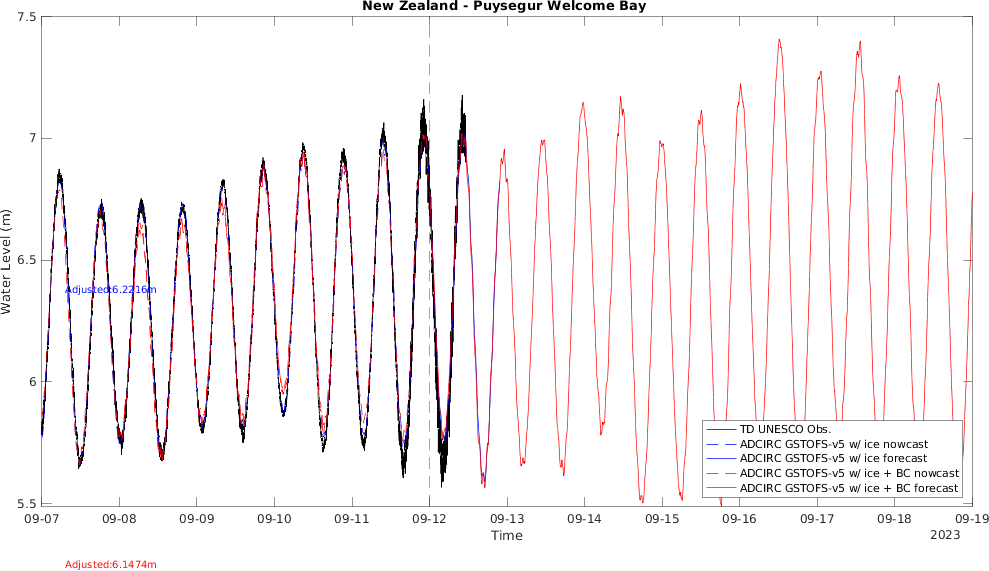 New Zealand - Puysegur Welcome Bay
7.5
7
6.5
6
5.5
Water Level (m)
Adjusted:6.2216m
TD UNESCO Obs.
ADCIRC GSTOFS-v5 w/ ice nowcast
ADCIRC GSTOFS-v5 w/ ice forecast
ADCIRC GSTOFS-v5 w/ ice + BC nowcast
ADCIRC GSTOFS-v5 w/ ice + BC forecast
09-07 09-08 09-09 09-10 09-11 09-12 09-13 09-14 09-15 09-16 09-17 09-18 09-19
Time
2023
Adjusted:6.1474m